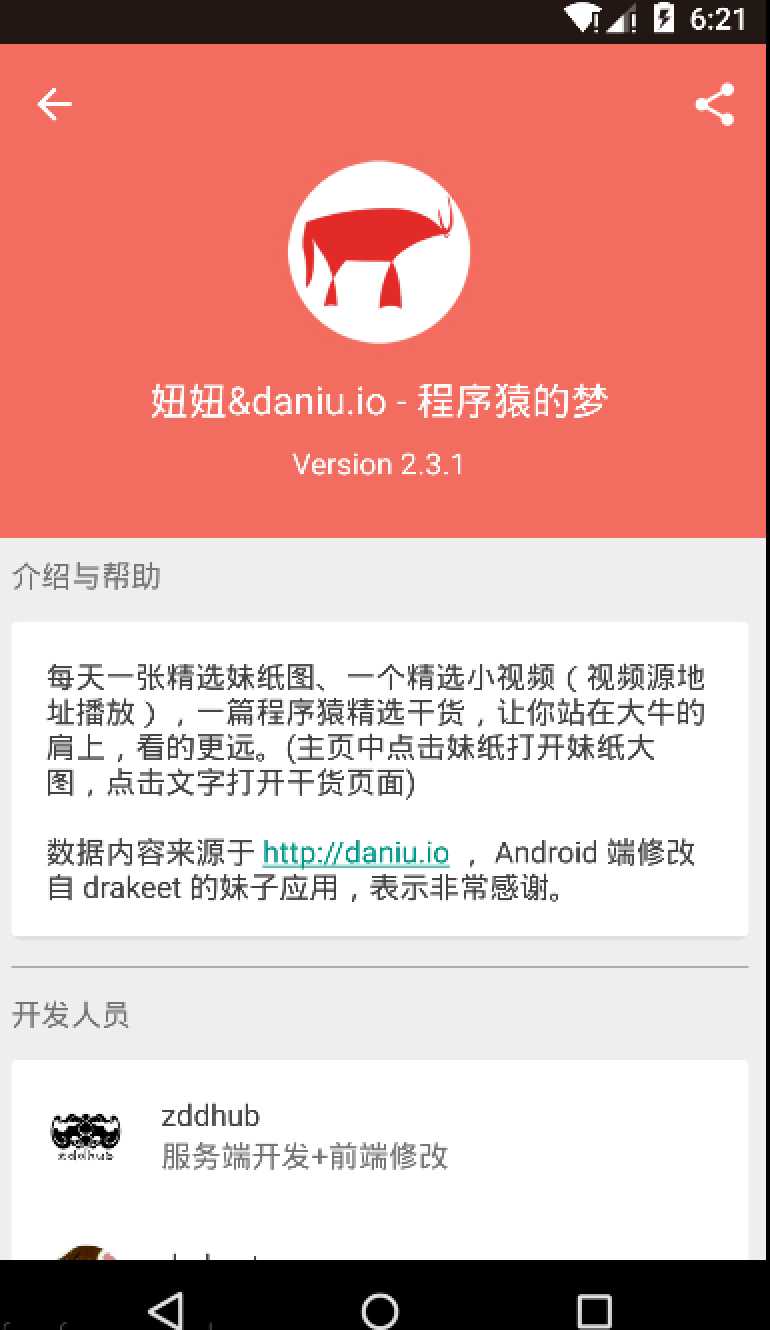 6:21
妞妞&daniu.io - 程序猿的梦
Version 2.3.1
介绍与帮助
每天一张精选妹纸图、一个精选小视频（视频源地
址播放），一篇程序猿精选干货，让你站在大牛的
肩上，看的更远。(主页中点击妹纸打开妹纸大
图，点击文字打开干货页面)
数据内容来源于 http://daniu.io ，Android 端修改
自 drakeet 的妹子应用，表示非常感谢。
开发人员
zddhub
zddhub
服务端开发+前端修改